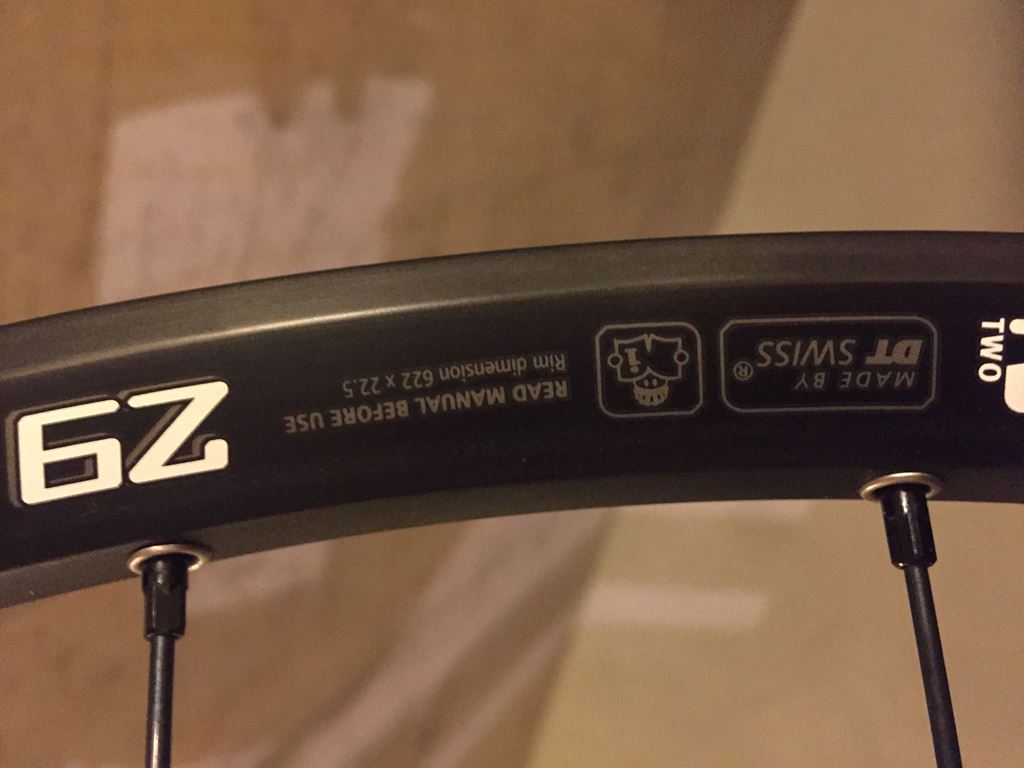 29
READ MANUAL BEFORE USE
Rim dimension 622 x 22.5
i
MADE BY
DT SWISS®
TWO